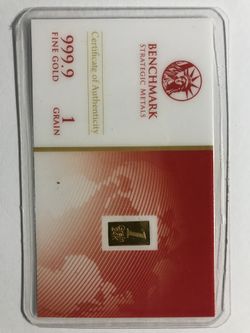 BENCHMARK
STRATEGIC METALS
Certificate of Authenticity
999.9
FINE GOLD
1
GRAIN